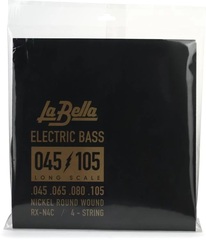 La Bella
ELECTRIC BASS
045/105
LONG SCALE
.045 .065 .080 .105
NICKEL ROUND WOUND
RX-N4C // 4-STRING